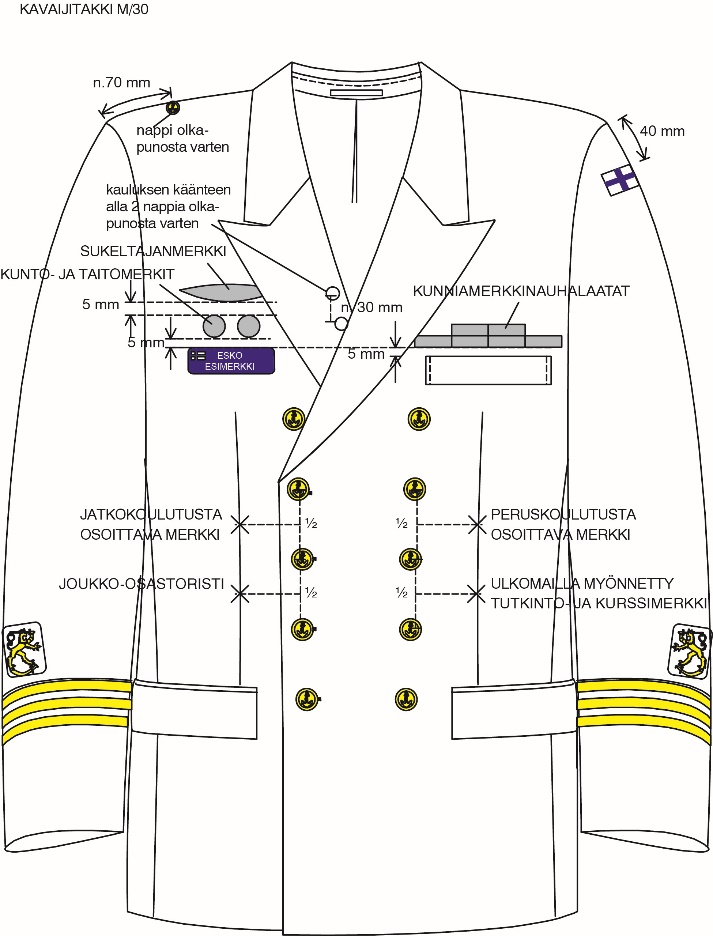 KAVAIJITAKKI M/30
n.70 mm
nappi olka-
punosta varten
40 mm
kauluksen käänteen
alla 2 nappia olka-
punosta varten
SUKELTAJANMERKKI
KUNTO- JA TAITOMERKIT
5 mm
n. 30 mm
KUNNIAMERKKINAUHALAATAT
5 mm
5 mm
ESKO
ESIMERKKI
JATKOKOULUTUSTA
OSOITTAVA MERKKI
½
½
PERUSKOULUTUSTA
OSOITTAVA MERKKI
JOUKKO-OSASTORISTI
½
½
ULKOMAILLA MYÖNNETTY
TUTKINTO- JA KURSSIMERKKI